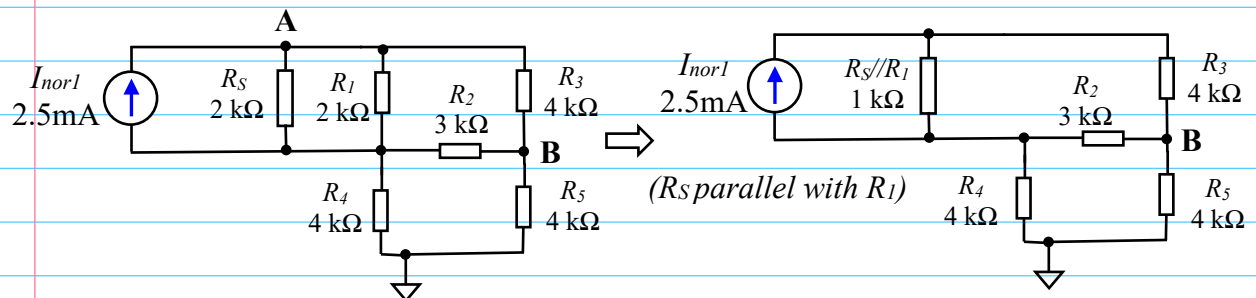 A
Inor1
2.5mA
RS
2 kΩ
R1
2 kΩ
R2
3 kΩ
R3
4 kΩ
B
R4
4 kΩ
R5
4 kΩ
(RS parallel with R1)
Inor1
2.5mA
RS//R1
1 kΩ
R2
3 kΩ
R3
4 kΩ
B
R4
4 kΩ
R5
4 kΩ